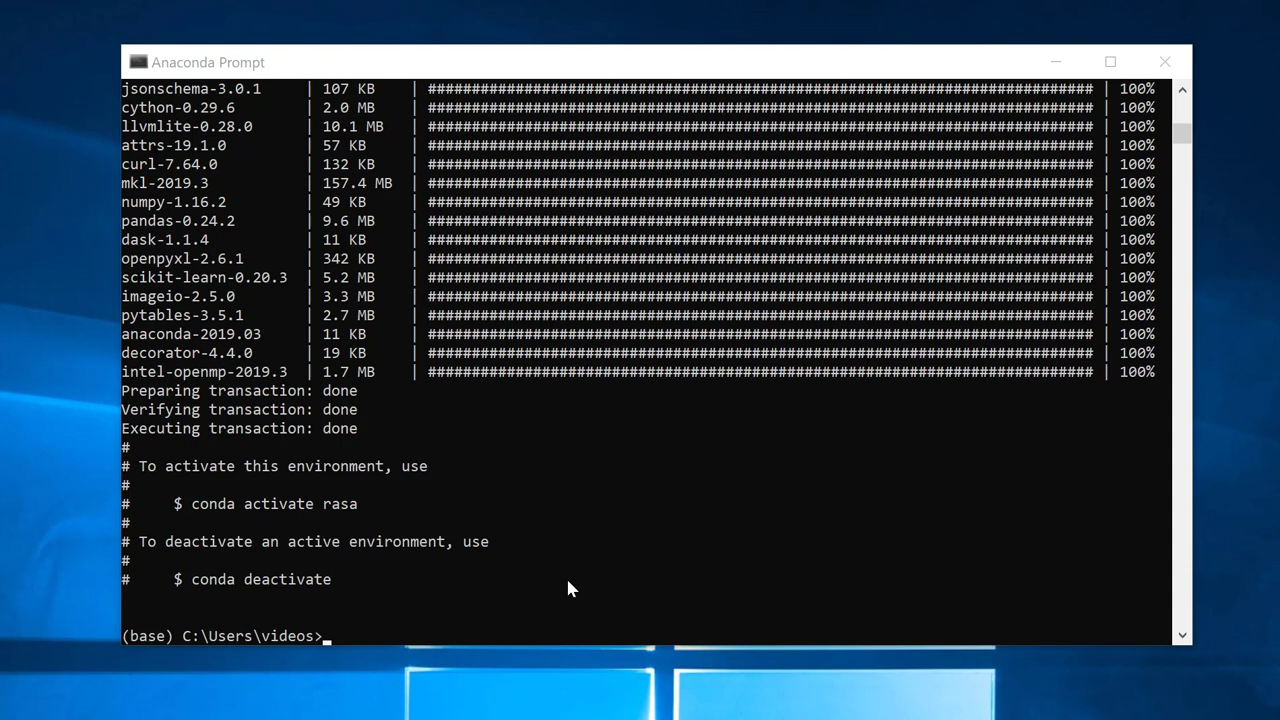 Anaconda Prompt
jsonschema-3.0.1 | 107 KB | ############################################################################ | 100%
cython-0.29.6 | 2.0 MB | ############################################################################ | 100%
llvmlite-0.28.0 | 10.1 MB | ############################################################################ | 100%
attrs-19.1.0 | 57 KB | ############################################################################ | 100%
curl-7.64.0 | 132 KB | ############################################################################ | 100%
mkl-2019.3 | 157.4 MB | ############################################################################ | 100%
numpy-1.16.2 | 49 KB | ############################################################################ | 100%
pandas-0.24.2 | 9.6 MB | ############################################################################ | 100%
dask-1.1.4 | 11 KB | ############################################################################ | 100%
openpyxl-2.6.1 | 342 KB | ############################################################################ | 100%
scikit-learn-0.20.3 | 5.2 MB | ############################################################################ | 100%
imageio-2.5.0 | 3.3 MB | ############################################################################ | 100%
pytables-3.5.1 | 2.7 MB | ############################################################################ | 100%
anaconda-2019.03 | 11 KB | ############################################################################ | 100%
decorator-4.4.0 | 19 KB | ############################################################################ | 100%
intel-openmp-2019.3 | 1.7 MB | ############################################################################ | 100%
Preparing transaction: done
Verifying transaction: done
Executing transaction: done
#
# To activate this environment, use
#
# $ conda activate rasa
#
# To deactivate an active environment, use
#
# $ conda deactivate
(base) C:\Users\videos>